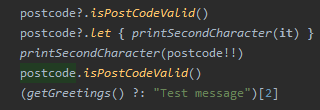 postcode?.isPostCodeValid()
postcode?.let { printSecondCharacter(it) }
printSecondCharacter(postcode!!)
postcode.isPostCodeValid()
(getGreetings() ?: "Test message")[2]